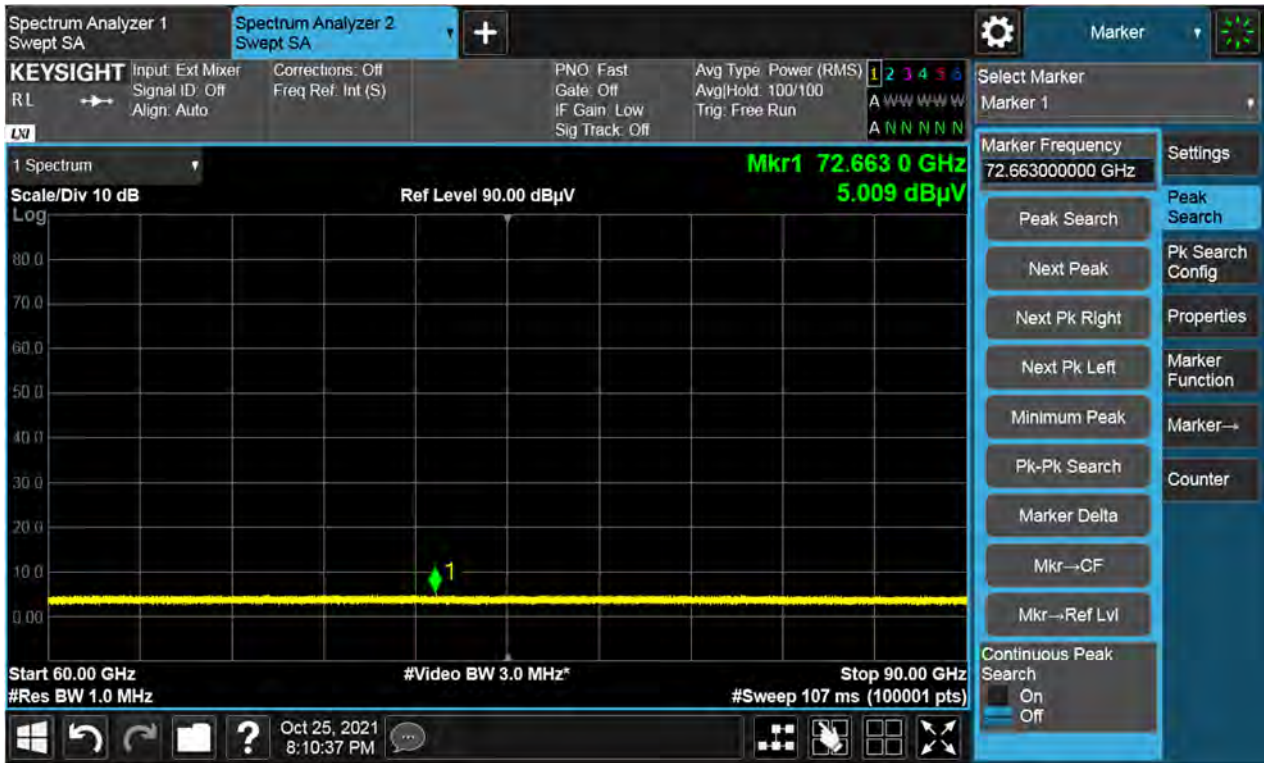 Spectrum Analyzer 1
Swept SA
Spectrum Analyzer 2
Swept SA
+
Marker
KEYSIGHT
RL
LXI
Input: Ext Mixer
Signal ID: Off
Align: Auto
Corrections: Off
Freq Ref: Int (S)
PNO: Fast
Gate: Off
IF Gain: Low
Sig Track: Off
Avg Type: Power (RMS)
Avg|Hold: 100/100
Trig: Free Run
1 2 3 4 5 6
A W W W W W
A N N N N N
Select Marker
Marker 1
1 Spectrum
Scale/Div 10 dB
Log
Ref Level 90.00 dBµV
Mkr1 72.663 0 GHz
5.009 dBµV
80.0
70.0
60.0
50.0
40.0
30.0
20.0
10.0
0.00
1
Start 60.00 GHz
#Res BW 1.0 MHz
#Video BW 3.0 MHz*
Stop 90.00 GHz
#Sweep 107 ms (100001 pts)
Marker Frequency
72.663000000 GHz
Peak Search
Next Peak
Next Pk Right
Next Pk Left
Minimum Peak
Pk-Pk Search
Marker Delta
Mkr→CF
Mkr→Ref Lvl
Continuous Peak
Search
On
Off
Settings
Peak
Search
Pk Search
Config
Properties
Marker
Function
Marker→
Counter
?
Oct 25, 2021
8:10:37 PM